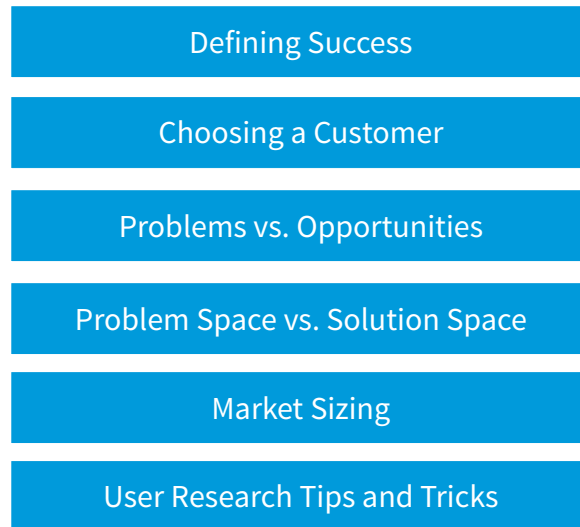 Defining Success
Choosing a Customer
Problems vs. Opportunities
Problem Space vs. Solution Space
Market Sizing
User Research Tips and Tricks